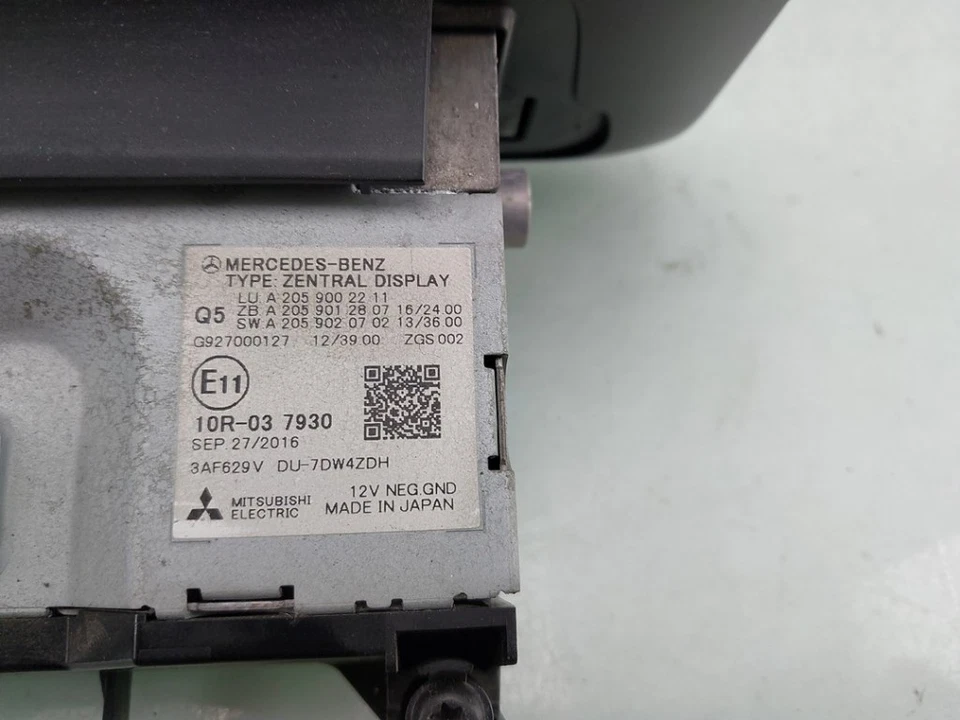 MERCEDES-BENZ
TYPE: ZENTRAL DISPLAY
LU. A 205 900 22 11
Q5 ZB. A 205 901 28 07 16/24 00
SW. A 205 902 07 02 13/36 00
G927000127 12/39 00 ZGS 002
E11
10R-03 7930
SEP. 27/2016
3AF629V DU-7DW4ZDH
MITSUBISHI ELECTRIC
12V NEG.GND
MADE IN JAPAN